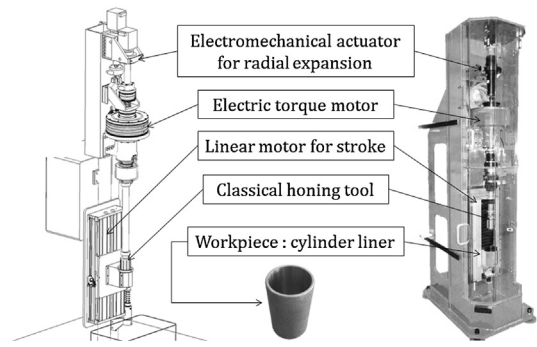 Electromechanical actuator
for radial expansion
Electric torque motor
Linear motor for stroke
Classical honing tool
Workpiece : cylinder liner